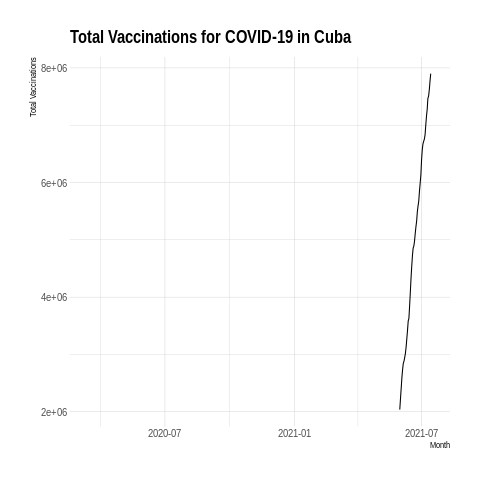 Total Vaccinations for COVID-19 in Cuba
Total Vaccinations
8e+06
6e+06
4e+06
2e+06
2020-07
2021-01
2021-07
Month